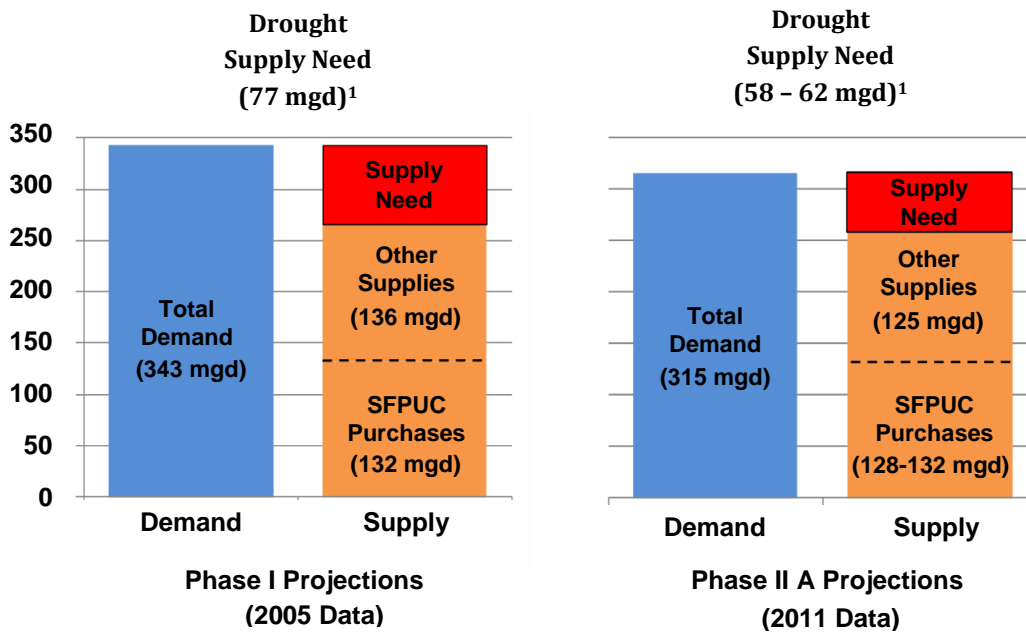 Drought
Supply Need
(77 mgd)¹
350
300
250
200
150
100
50
0
Supply
Need
Other
Supplies
(136 mgd)
Total
Demand
(343 mgd)
SFPUC
Purchases
(132 mgd)
Demand
Supply
Phase I Projections
(2005 Data)
Drought
Supply Need
(58 – 62 mgd)¹
Supply
Need
Other
Supplies
(125 mgd)
Total
Demand
(315 mgd)
SFPUC
Purchases
(128-132 mgd)
Demand
Supply
Phase II A Projections
(2011 Data)